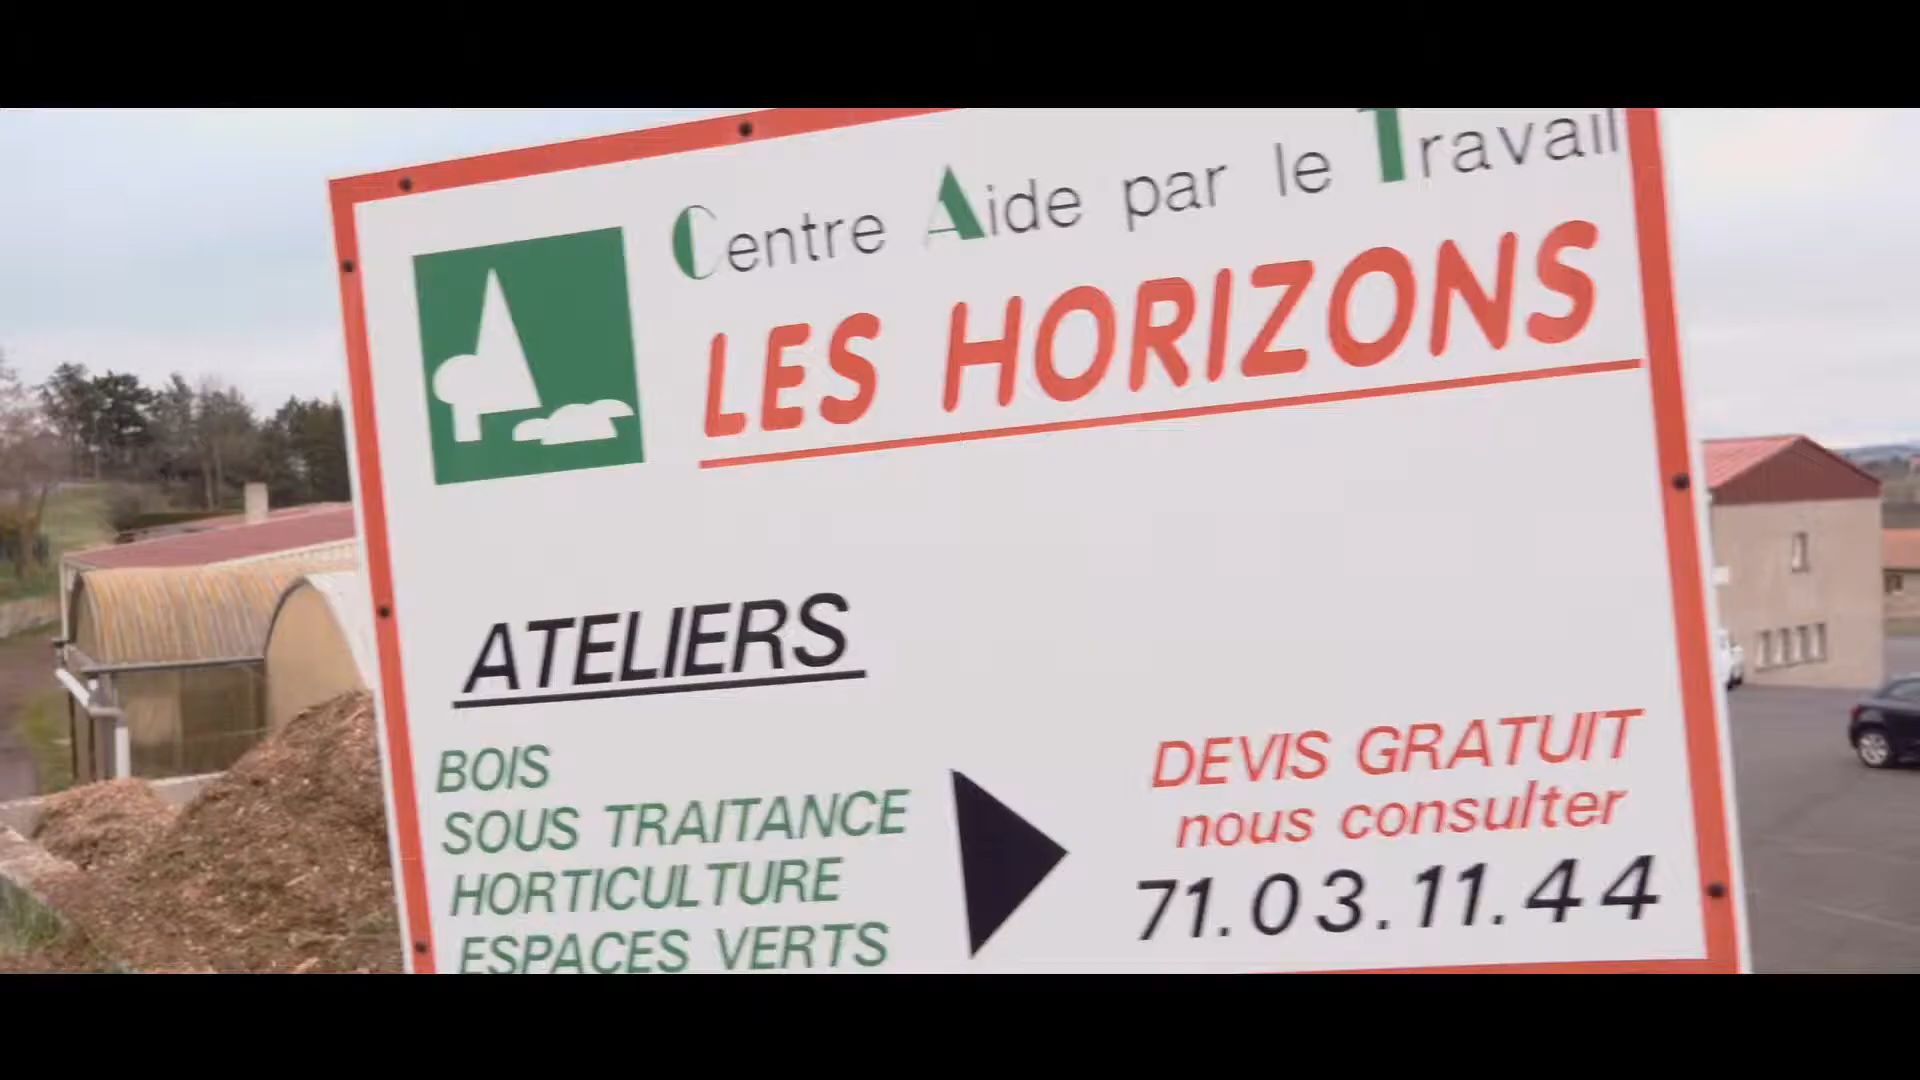 Centre Aide par le Travail
LES HORIZONS
ATELIERS
BOIS
SOUS TRAITANCE
HORTICULTURE
ESPACES VERTS
DEVIS GRATUIT
nous consulter
71.03.11.44